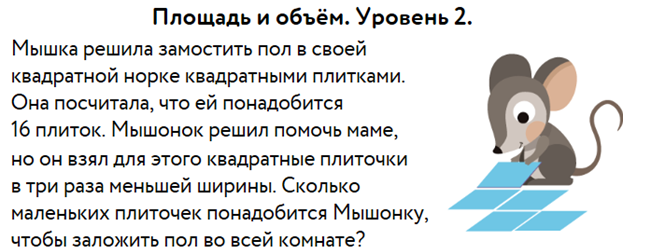 Площадь и объём. Уровень 2.
Мышка решила замостить пол в своей
квадратной норке квадратными плитками.
Она посчитала, что ей понадобится
16 плиток. Мышонок решил помочь маме,
но он взял для этого квадратные плиточки
в три раза меньшей ширины. Сколько
маленьких плиточек понадобится Мышонку,
чтобы заложить пол во всей комнате?